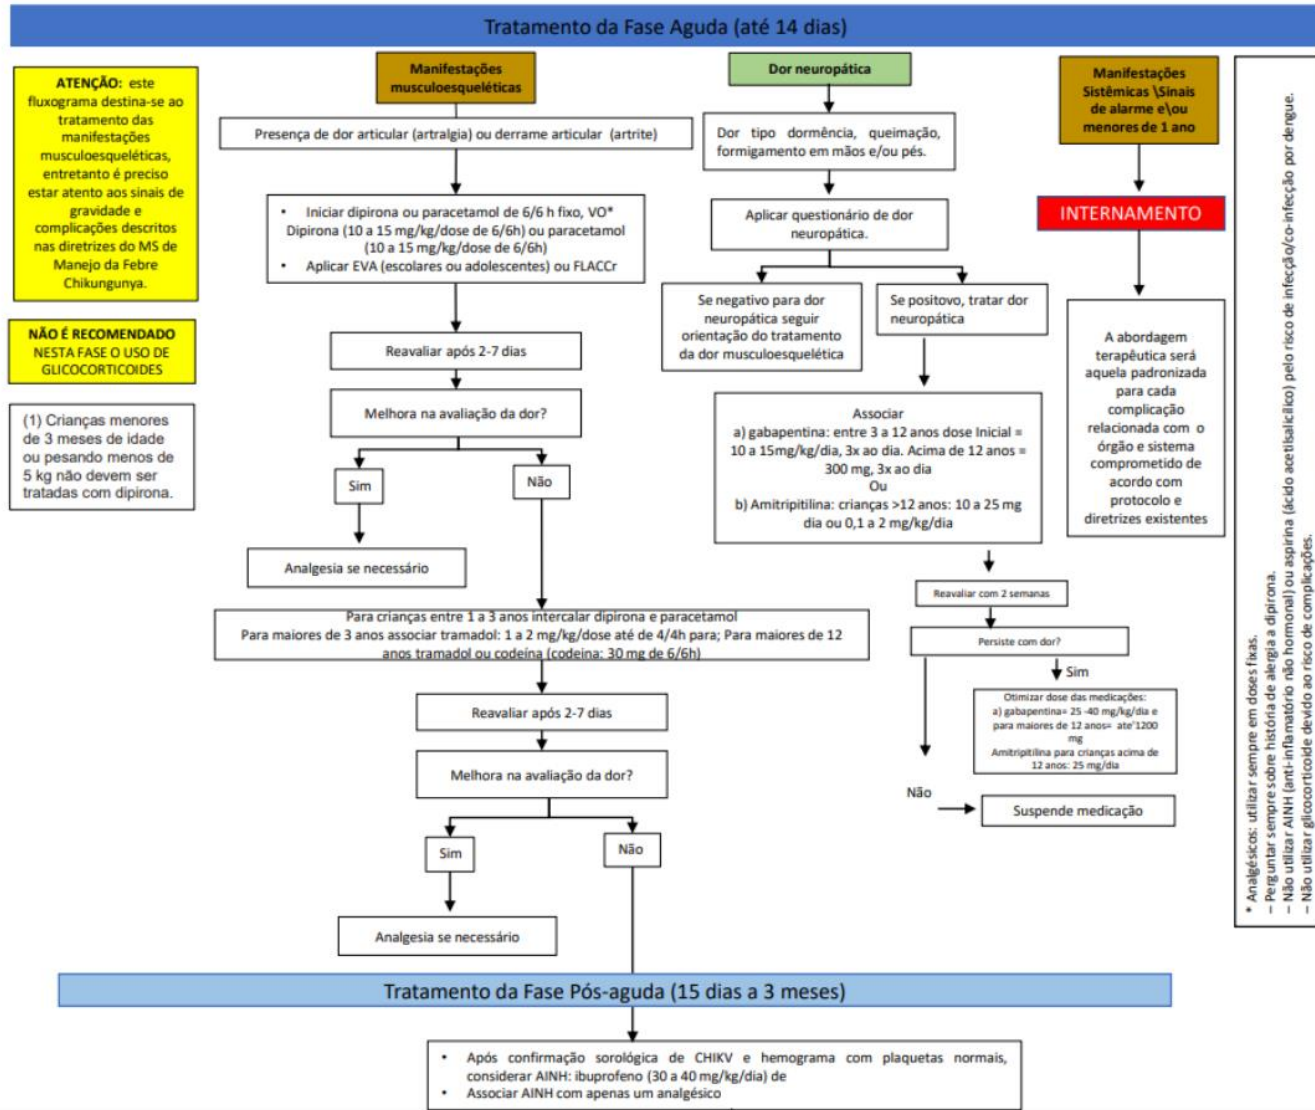 Tratamento da Fase Aguda (até 14 dias)
ATENÇÃO: este
fluxograma destina-se ao
tratamento das
manifestações
musculoesqueléticas,
entretanto é preciso
estar atento aos sinais de
gravidade e
complicações descritos
nas diretrizes do MS de
Manejo da Febre
Chikungunya.
NÃO É RECOMENDADO
NESTA FASE O USO DE
GLICOCORTICOIDES
(1) Crianças menores
de 3 meses de idade
ou pesando menos de
5 kg não devem ser
tratadas com dipirona.
Manifestações
musculoesqueléticas
Presença de dor articular (artralgia) ou derrame articular (artrite)
• Iniciar dipirona ou paracetamol de 6/6 h fixo, VO*
Dipirona (10 a 15 mg/kg/dose de 6/6h) ou paracetamol
(10 a 15 mg/kg/dose de 6/6h)
• Aplicar EVA (escolares ou adolescentes) ou FLACCr
Reavaliar após 2-7 dias
Melhora na avaliação da dor?
Sim
Não
Analgesia se necessário
Para crianças entre 1 a 3 anos intercalar dipirona e paracetamol
Para maiores de 3 anos associar tramadol: 1 a 2 mg/kg/dose até de 4/4h para; Para maiores de 12
anos tramadol ou codeína (codeina: 30 mg de 6/6h)
Reavaliar após 2-7 dias
Melhora na avaliação da dor?
Sim
Não
Analgesia se necessário
Dor neuropática
Dor tipo dormência, queimação,
formigamento em mãos e/ou pés.
Aplicar questionário de dor
neuropática.
Se negativo para dor
neuropática seguir
orientação do tratamento
da dor musculoesquelética
Se positovo, tratar dor
neuropática
Associar
a) gabapentina: entre 3 a 12 anos dose Inicial =
10 a 15mg/kg/dia, 3x ao dia. Acima de 12 anos =
300 mg, 3x ao dia
Ou
b) Amitripitilina: crianças >12 anos: 10 a 25 mg
dia ou 0,1 a 2 mg/kg/dia
Reavaliar com 2 semanas
Persiste com dor?
Sim
Otimizar dose das medicações:
a) gabapentina= 25 -40 mg/kg/dia e
para maiores de 12 anos= ate'1200
mg
Amitripitilina para crianças acima de
12 anos: 25 mg/dia
Não
Suspende medicação
Manifestações
Sistêmicas \Sinais
de alarme e\ou
menores de 1 ano
INTERNAMENTO
A abordagem
terapêutica será
aquela padronizada
para cada
complicação
relacionada com o
órgão e sistema
comprometido de
acordo com
protocolo e
diretrizes existentes
* Analgésicos: utilizar sempre em doses fixas.
– Perguntar sempre sobre história de alergia a dipirona.
– Não utilizar AINH (anti-inflamatório não hormonal) ou aspirina (ácido acetilsalicílico) pelo risco de infecção/co-infecção por dengue.
– Não utilizar glicocorticoide devido ao risco de complicações.
Tratamento da Fase Pós-aguda (15 dias a 3 meses)
• Após confirmação sorológica de CHIKV e hemograma com plaquetas normais,
considerar AINH: ibuprofeno (30 a 40 mg/kg/dia) de
• Associar AINH com apenas um analgésico